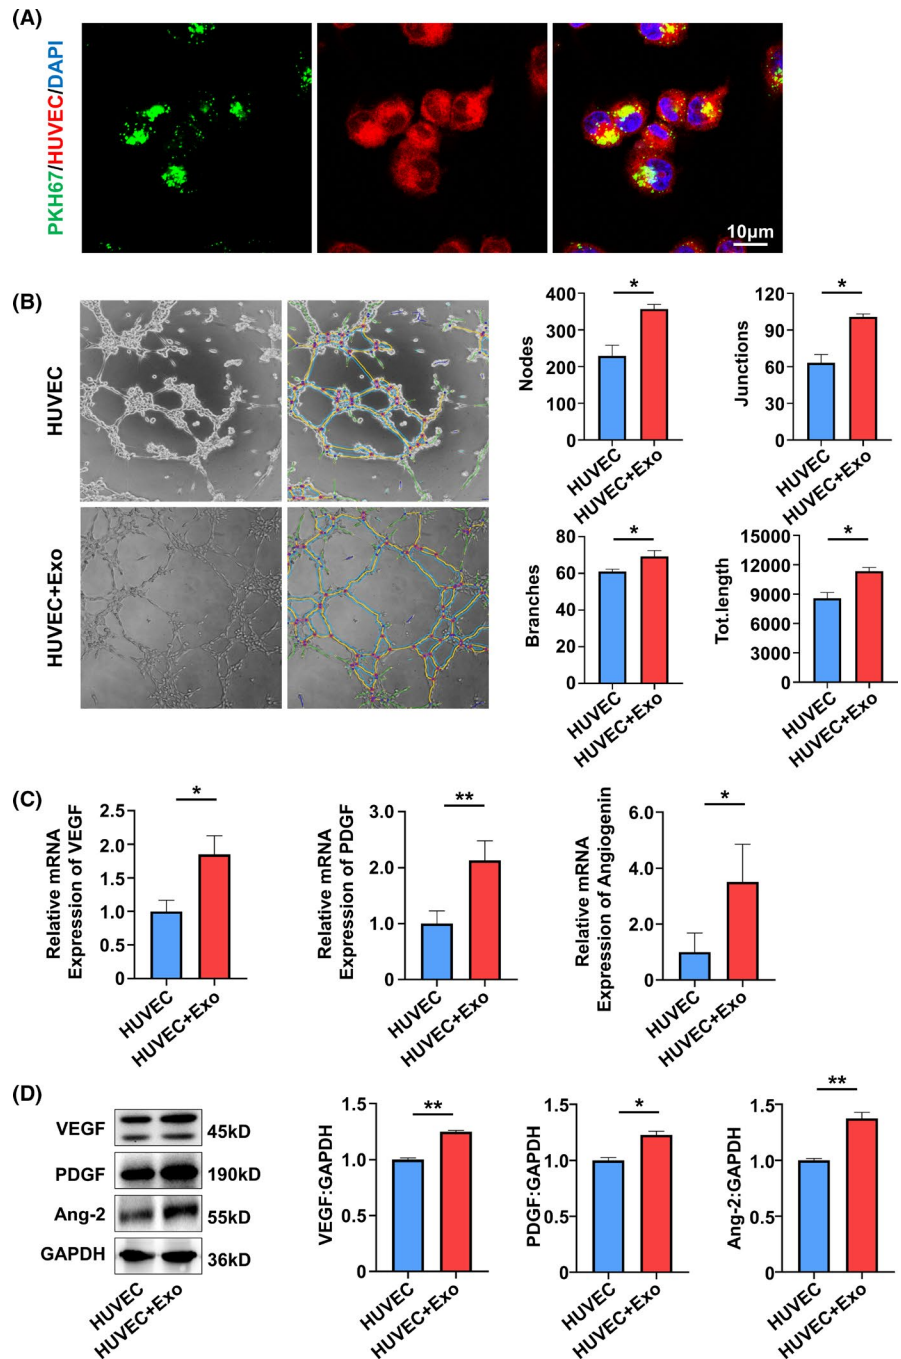 (A)
PKH67/HUVEC/DAPI
10μm
(B)
HUVEC
HUVEC+Exo
Nodes
400
300
200
100
0
*
HUVEC
HUVEC+Exo
Junctions
120
90
60
30
0
*
HUVEC
HUVEC+Exo
Branches
80
60
40
20
0
*
HUVEC
HUVEC+Exo
Tot.length
15000
12000
9000
6000
3000
0
*
HUVEC
HUVEC+Exo
(C)
Relative mRNA
Expression of VEGF
2.5
2.0
1.5
1.0
0.5
0
*
HUVEC
HUVEC+Exo
Relative mRNA
Expression of PDGF
3.0
2.0
1.0
0
**
HUVEC
HUVEC+Exo
Relative mRNA
Expression of Angiogenin
6.0
4.0
2.0
0
*
HUVEC
HUVEC+Exo
(D)
VEGF
45kD
PDGF
190kD
Ang-2
55kD
GAPDH
36kD
HUVEC
HUVEC+Exo
VEGF:GAPDH
1.5
1.0
0.5
0
**
HUVEC
HUVEC+Exo
PDGF:GAPDH
1.5
1.0
0.5
0
*
HUVEC
HUVEC+Exo
Ang-2:GAPDH
1.5
1.0
0.5
0
**
HUVEC
HUVEC+Exo